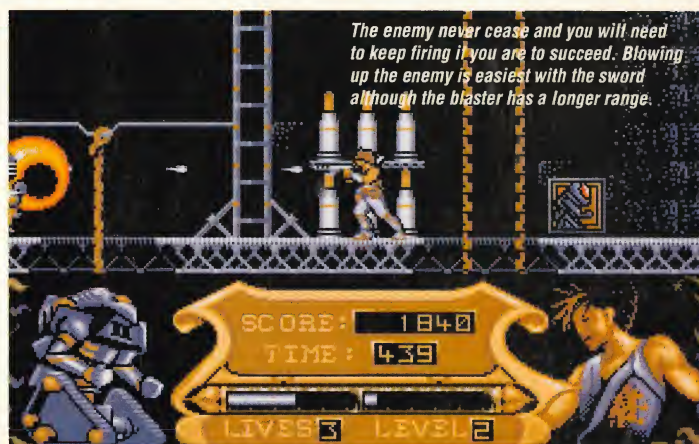 The enemy never cease and you will need
to keep firing if you are to succeed. Blowing
up the enemy is easiest with the sword
although the blaster has a longer range.
SCORE: 1840
TIME: 439
LIVES 3 LEVEL 2